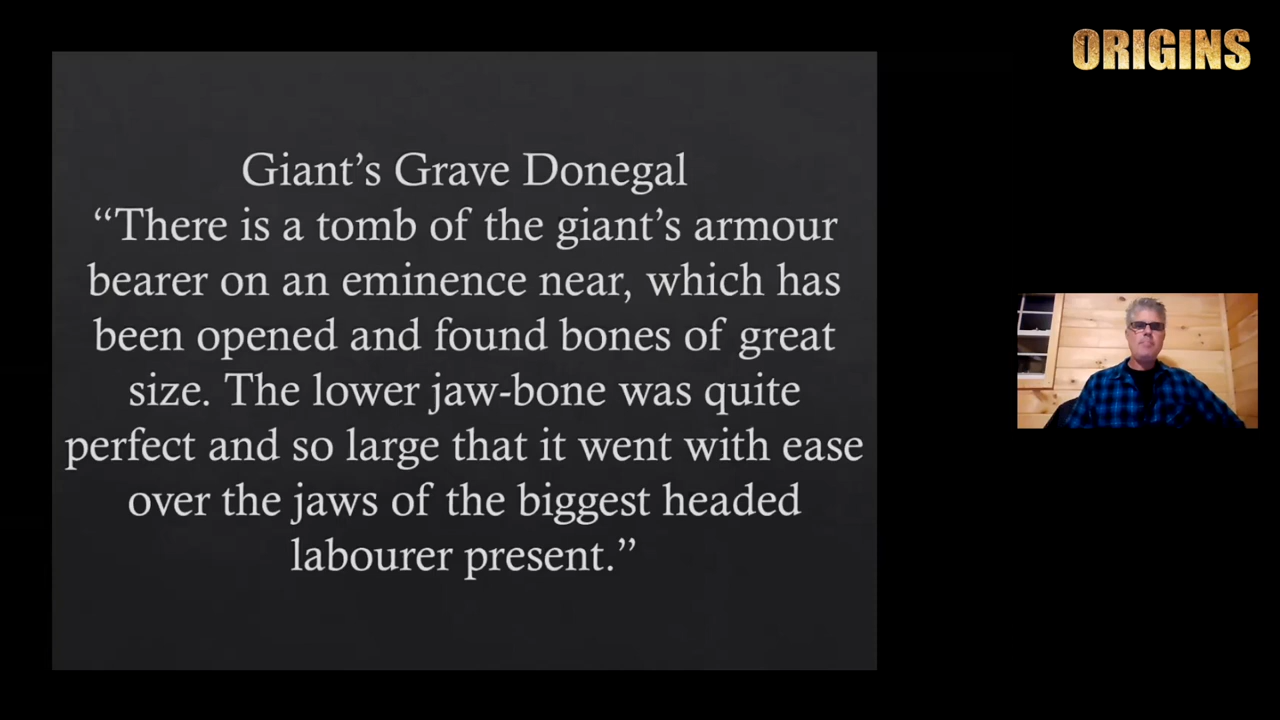 ORIGINS
Giant’s Grave Donegal
“There is a tomb of the giant’s armour
bearer on an eminence near, which has
been opened and found bones of great
size. The lower jaw-bone was quite
perfect and so large that it went with ease
over the jaws of the biggest headed
labourer present.”